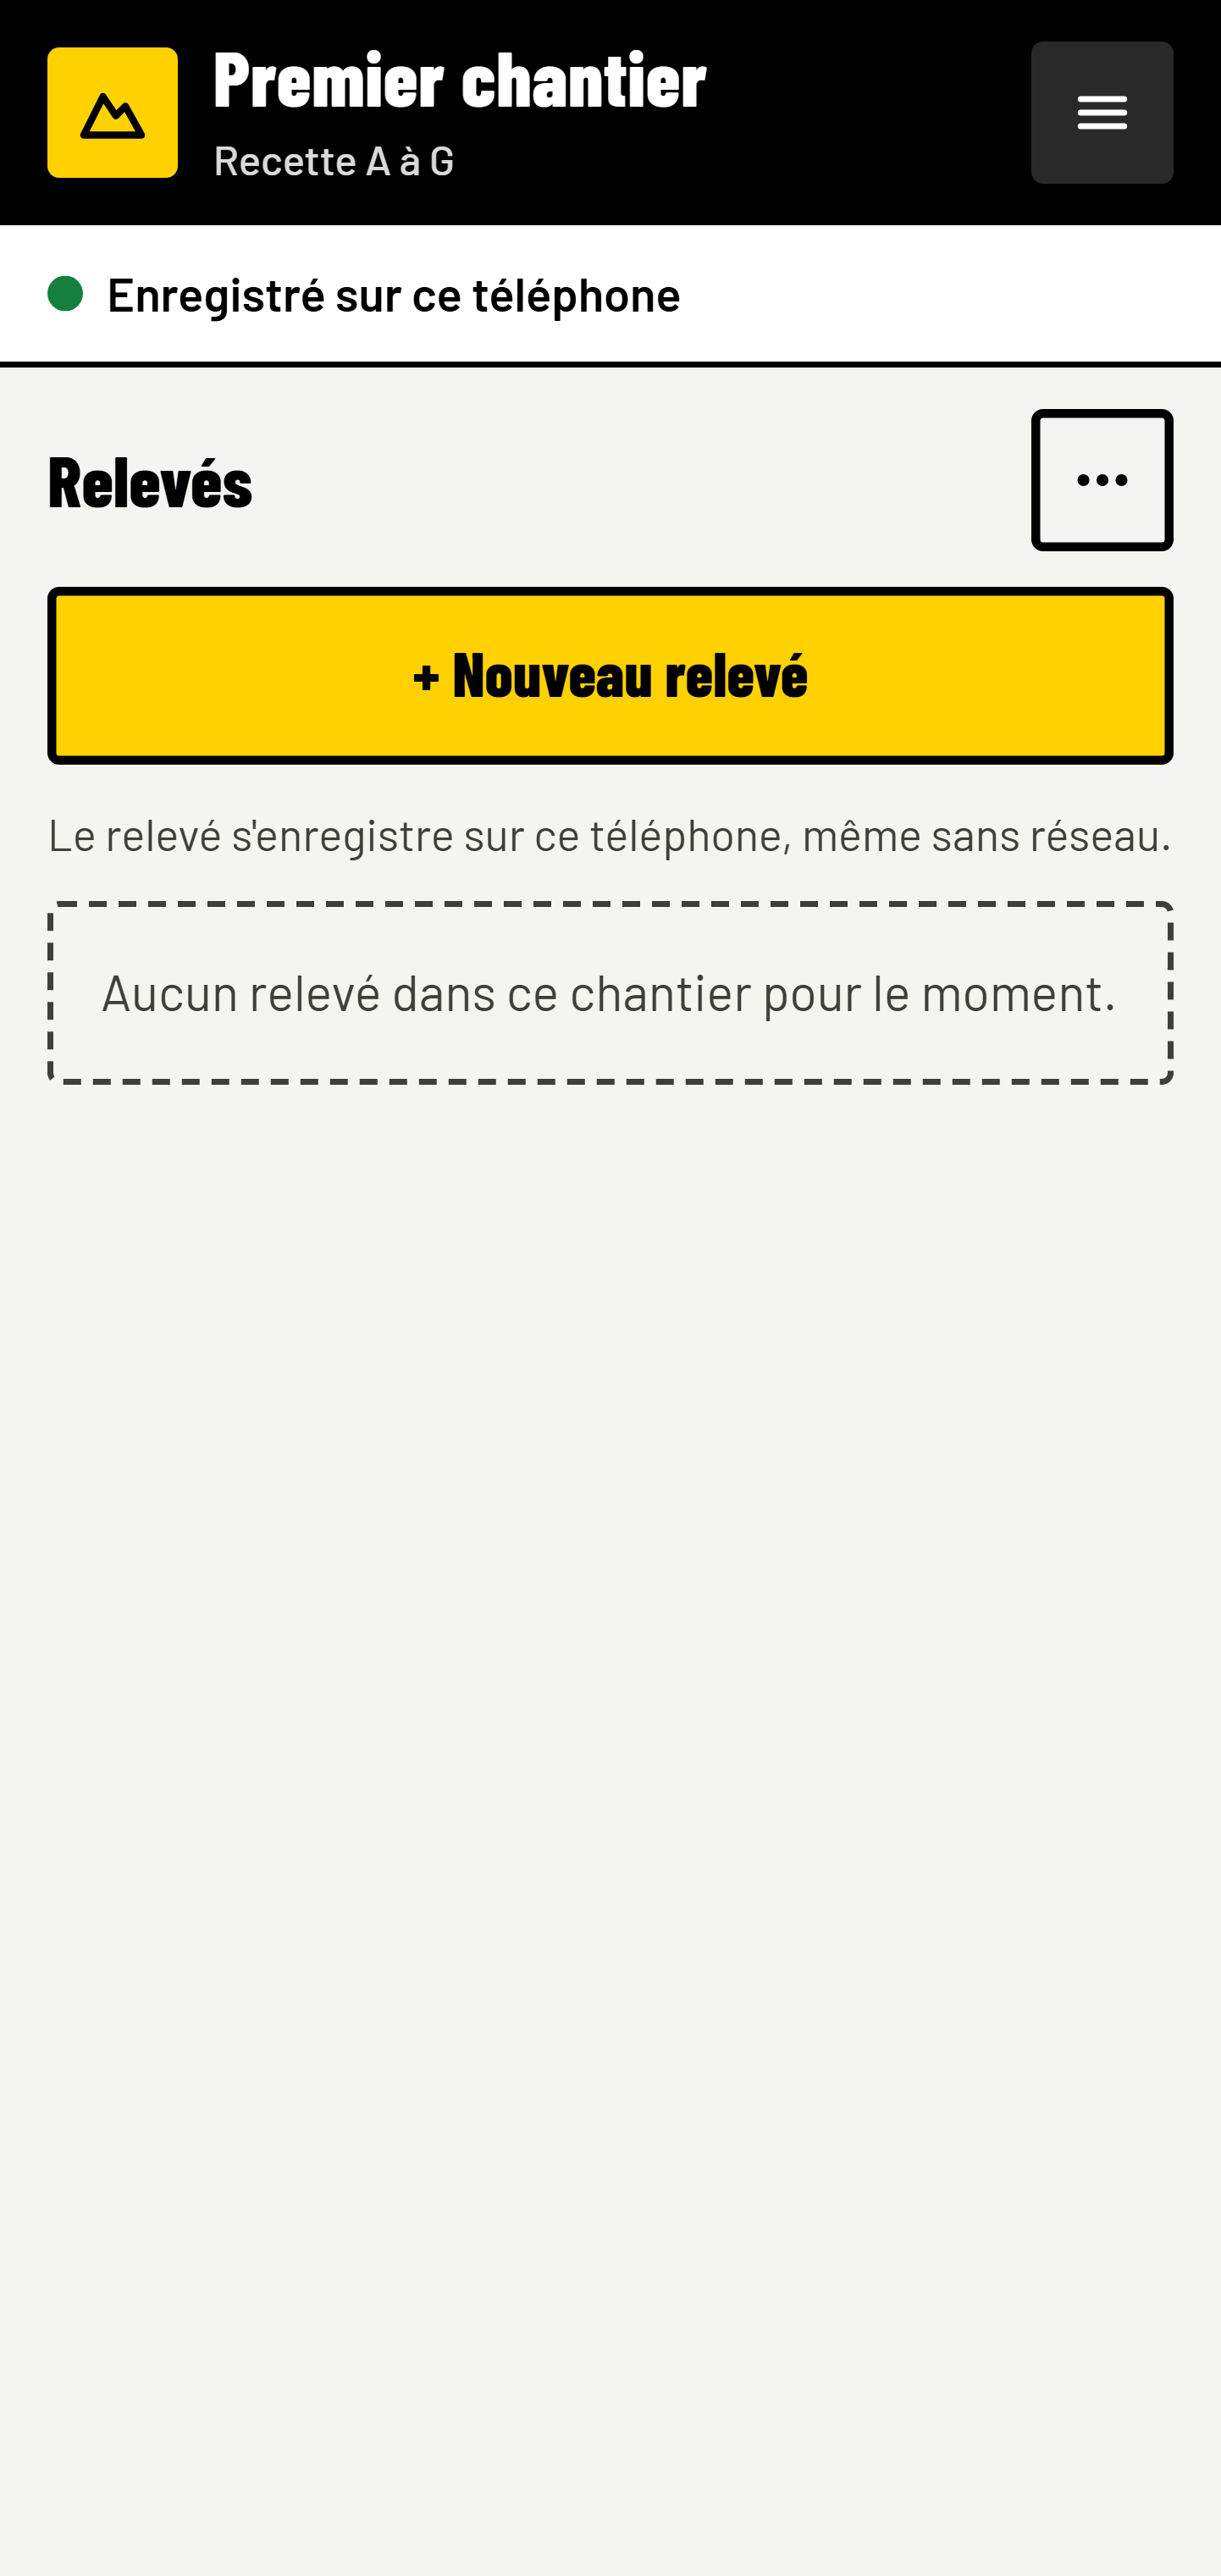 Premier chantier
Recette A à G
Enregistré sur ce téléphone
Relevés
+ Nouveau relevé
Le relevé s'enregistre sur ce téléphone, même sans réseau.
Aucun relevé dans ce chantier pour le moment.